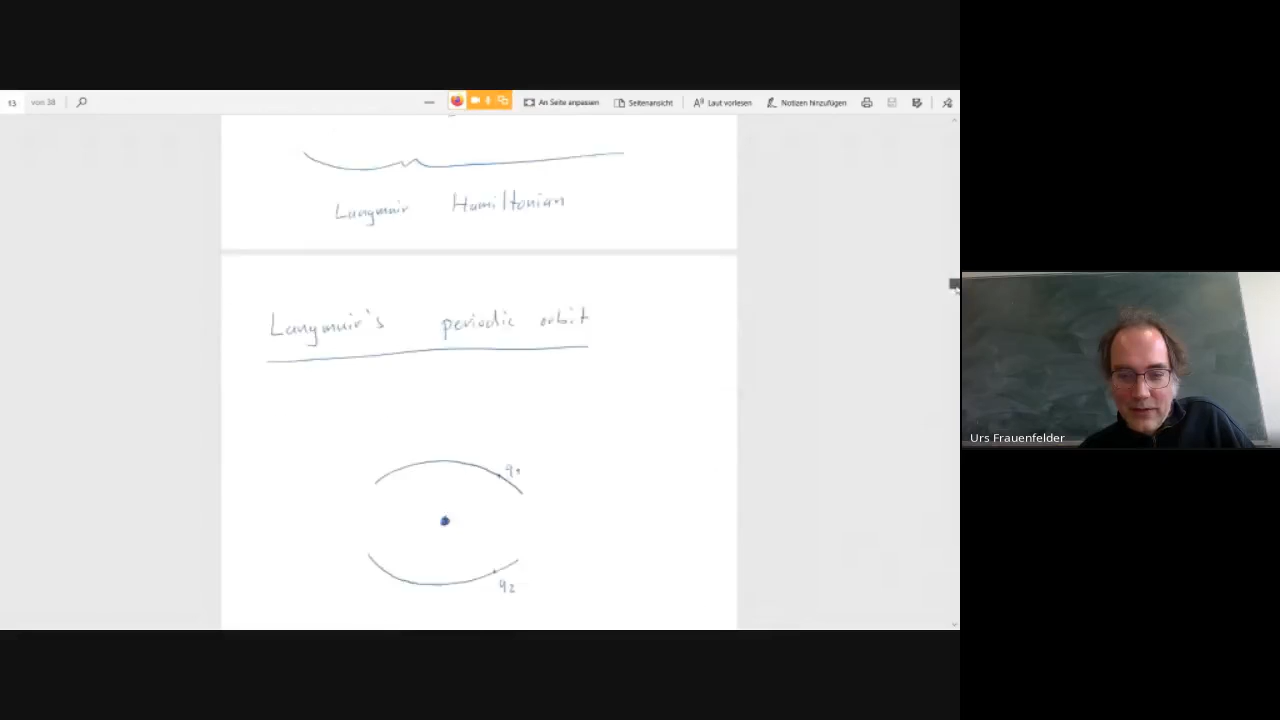 13 von 38 An Seite anpassen Seitenansicht Laut vorlesen Notizen hinzufügen
Langmuir Hamiltonian
Langmuir's periodic orbit
q1
q2
Urs Frauenfelder